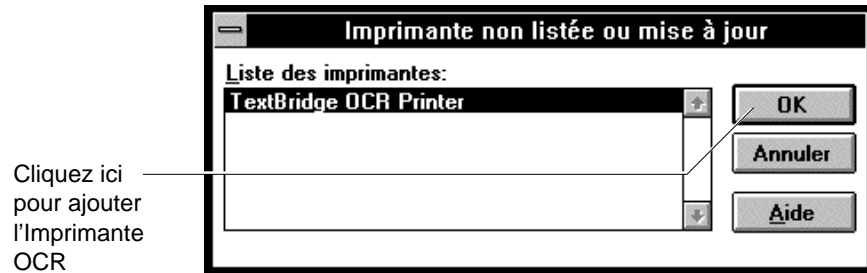 Imprimante non listée ou mise à jour
Liste des imprimantes:
TextBridge OCR Printer
OK
Annuler
Aide
Cliquez ici
pour ajouter
l'Imprimante
OCR